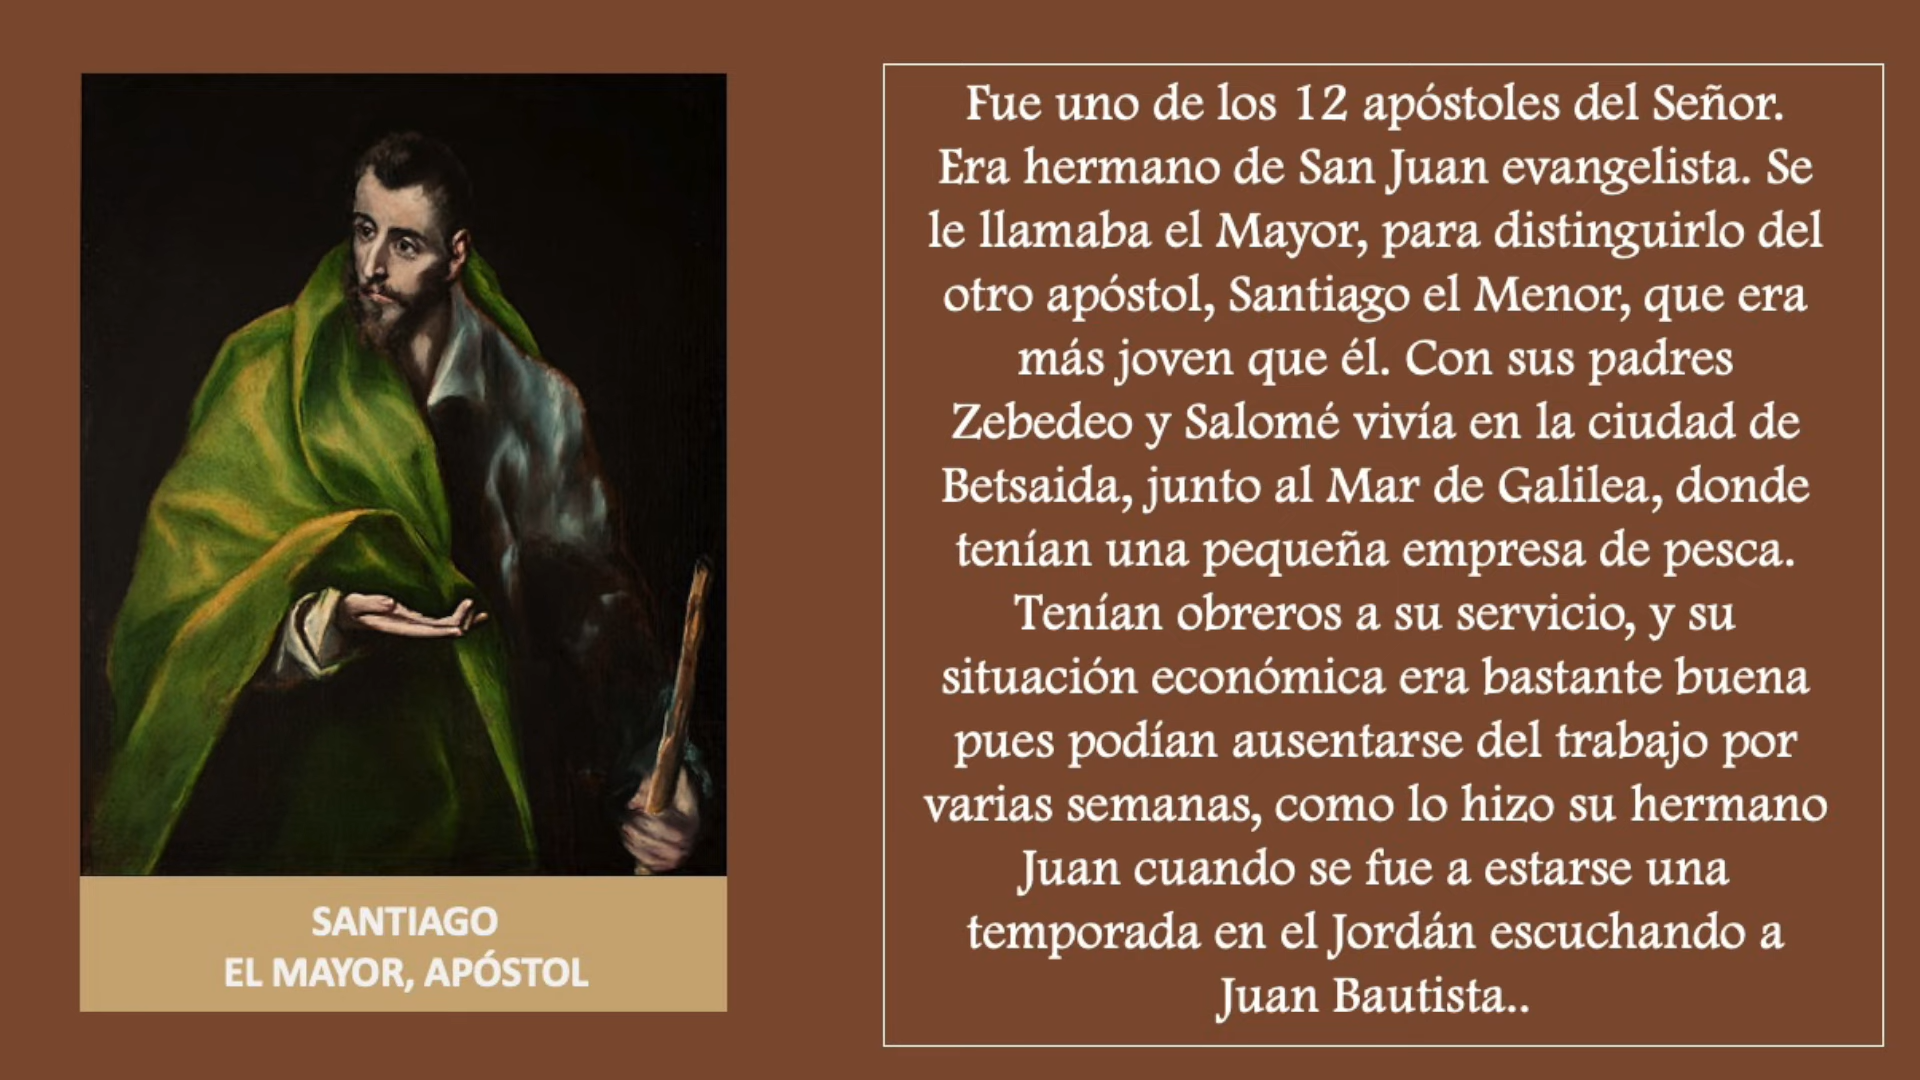 SANTIAGO
EL MAYOR, APÓSTOL
Fue uno de los 12 apóstoles del Señor.
Era hermano de San Juan evangelista. Se
le llamaba el Mayor, para distinguirlo del
otro apóstol, Santiago el Menor, que era
más joven que él. Con sus padres
Zebedeo y Salomé vivía en la ciudad de
Betsaida, junto al Mar de Galilea, donde
tenían una pequeña empresa de pesca.
Tenían obreros a su servicio, y su
situación económica era bastante buena
pues podían ausentarse del trabajo por
varias semanas, como lo hizo su hermano
Juan cuando se fue a estarse una
temporada en el Jordán escuchando a
Juan Bautista..